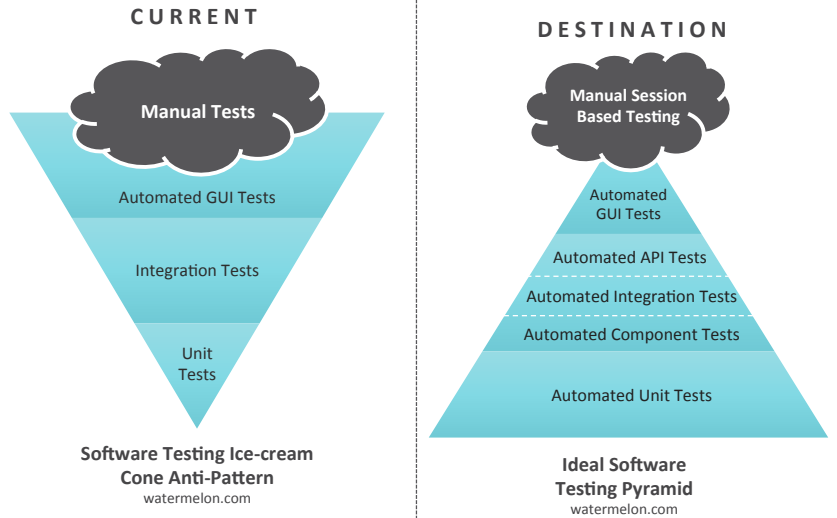 CURRENT
Manual Tests
Automated GUI Tests
Integration Tests
Unit
Tests
Software Testing Ice-cream
Cone Anti-Pattern
watermelon.com
DESTINATION
Manual Session
Based Testing
Automated
GUI Tests
Automated API Tests
Automated Integration Tests
Automated Component Tests
Automated Unit Tests
Ideal Software
Testing Pyramid
watermelon.com